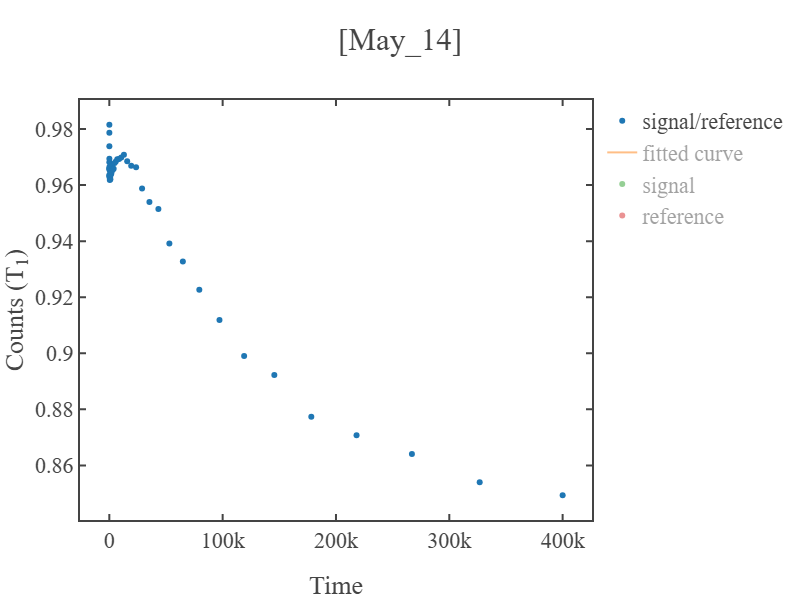 [May_14]
signal/reference
fitted curve
signal
reference
Counts (T1)
0.98
0.96
0.94
0.92
0.9
0.88
0.86
0
100k
200k
300k
400k
Time